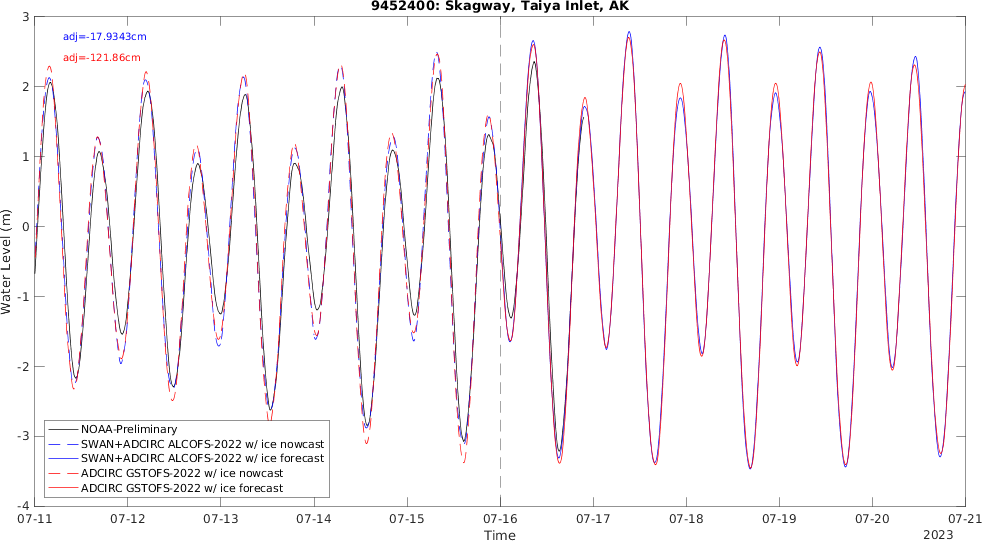 9452400: Skagway, Taiya Inlet, AK
adj=-17.9343cm
adj=-121.86cm
Water Level (m)
3
2
1
0
-1
-2
-3
-4
NOAA-Preliminary
SWAN+ADCIRC ALCOFS-2022 w/ ice nowcast
SWAN+ADCIRC ALCOFS-2022 w/ ice forecast
ADCIRC GSTOFS-2022 w/ ice nowcast
ADCIRC GSTOFS-2022 w/ ice forecast
07-11 07-12 07-13 07-14 07-15 07-16 07-17 07-18 07-19 07-20 07-21
Time
2023